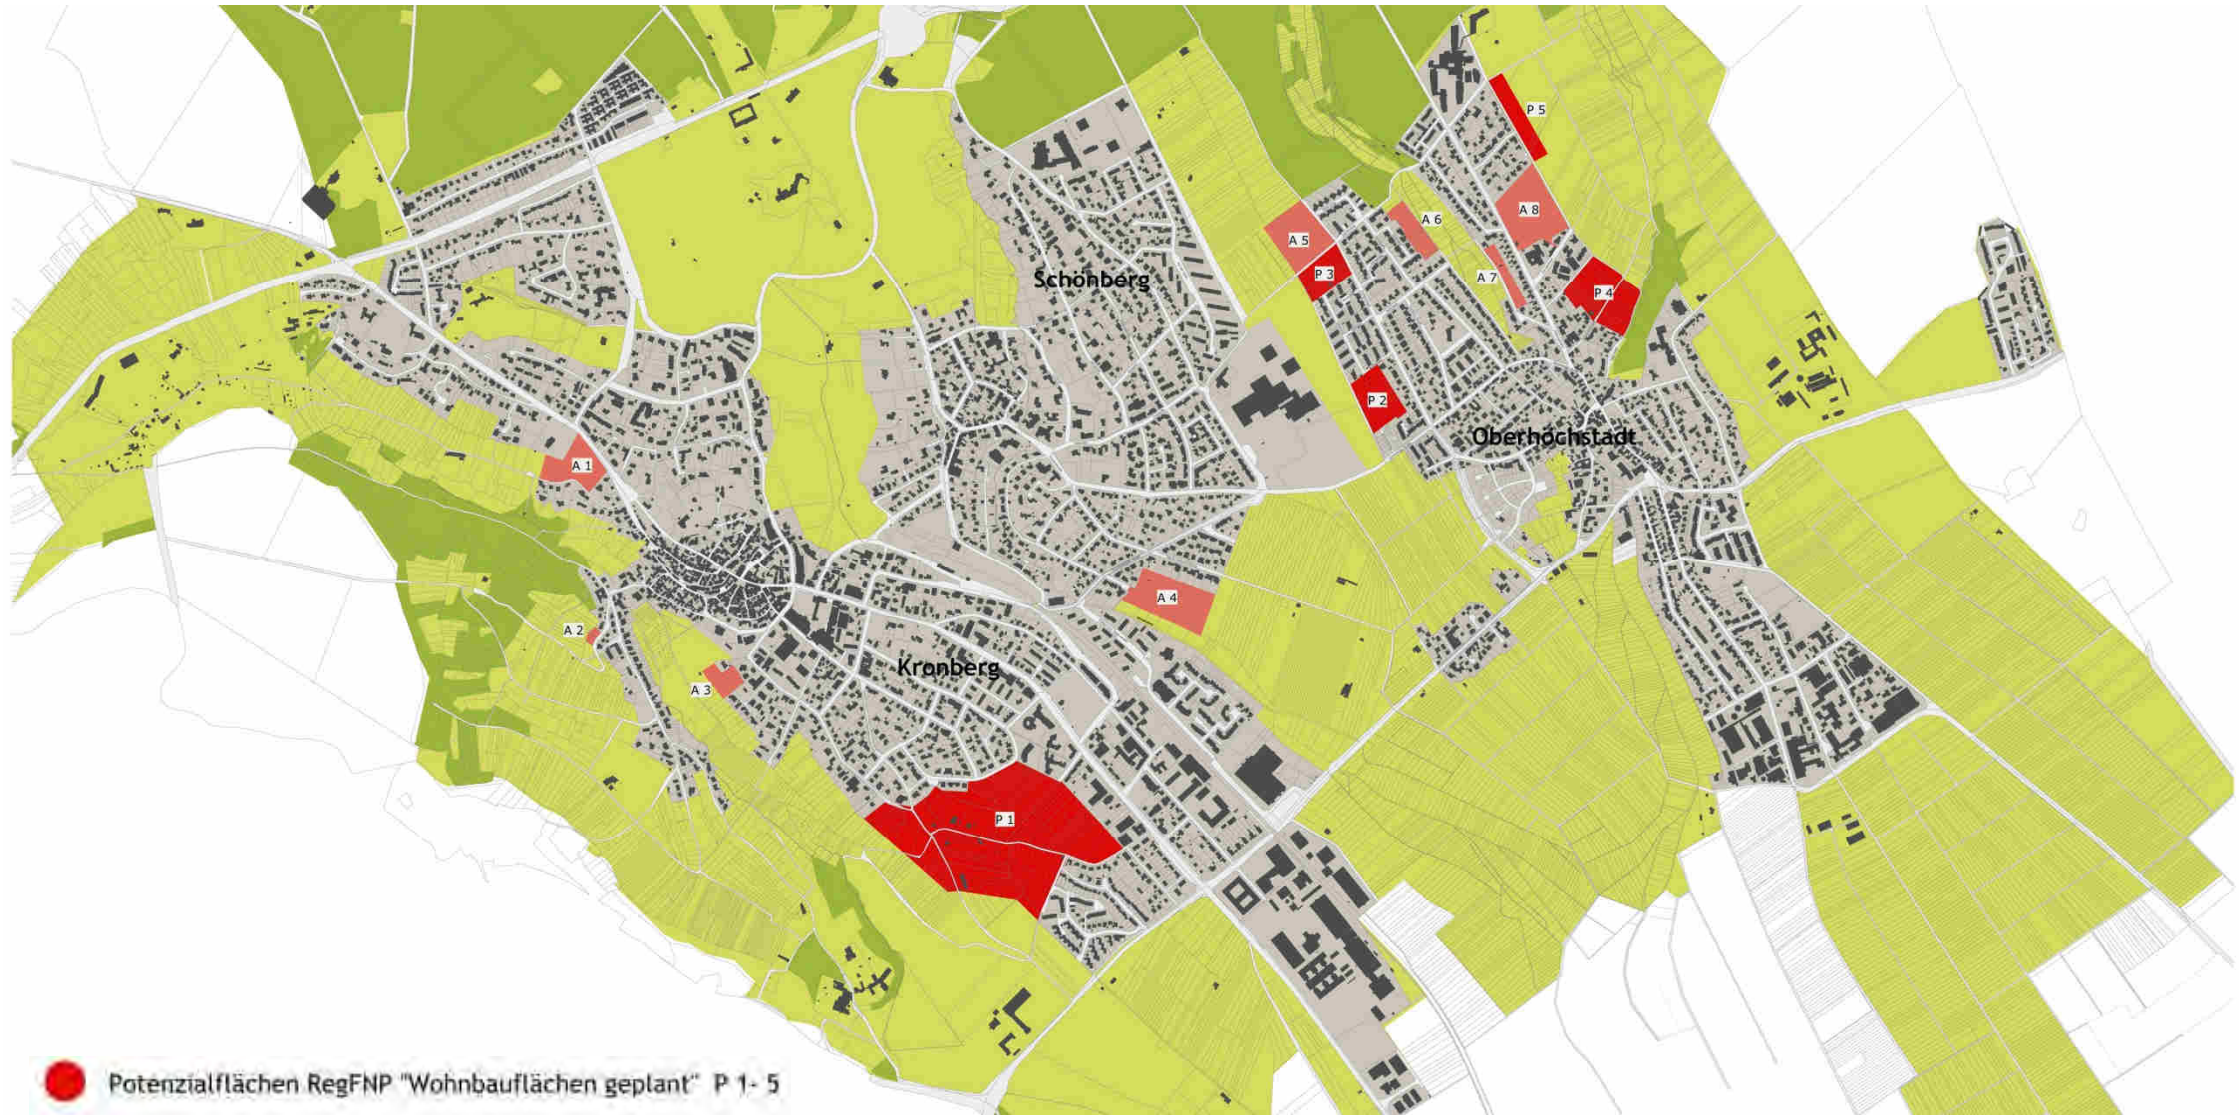 P 5
A 8
A 6
A 5
P 3
A 7
Schönberg
P 4
P 2
Oberhöchstadt
A 1
A 4
A 2
Kronberg
A 3
P 1
Potenzialflächen RegFNP "Wohnbauflächen geplant" P 1- 5